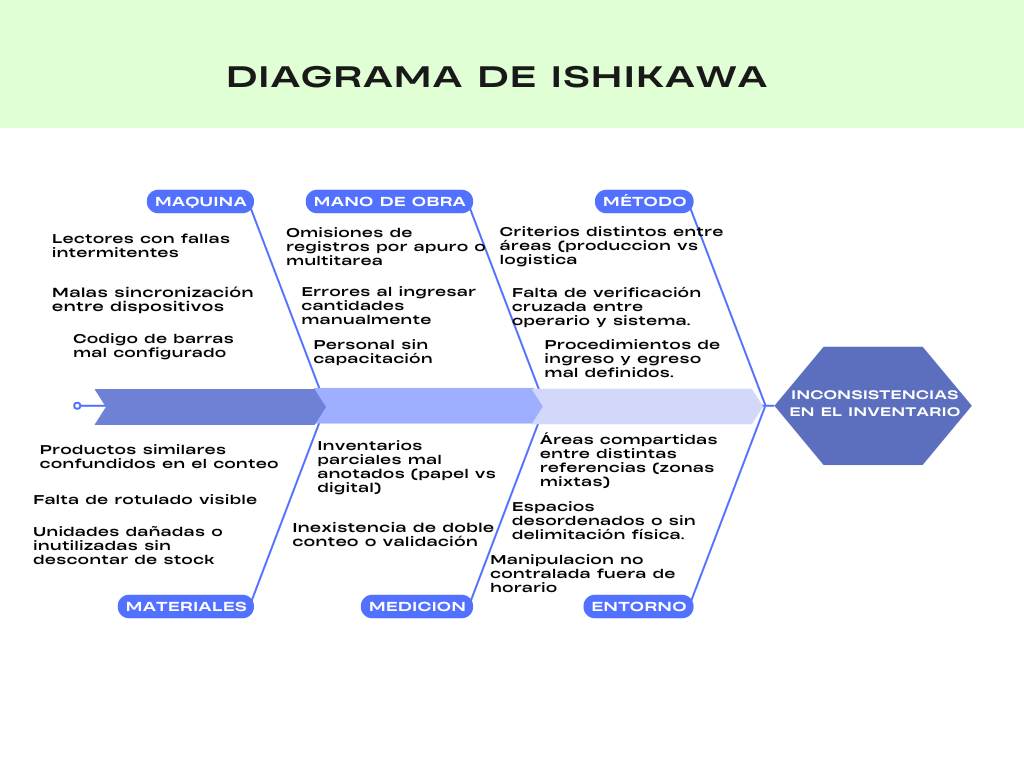 DIAGRAMA DE ISHIKAWA
MAQUINA
Lectores con fallas
intermitentes
Malas sincronización
entre dispositivos
Codigo de barras
mal configurado
MANO DE OBRA
Omisiones de
registros por apuro o
multitarea
Errores al ingresar
cantidades
manualmente
Personal sin
capacitación
MÉTODO
Criterios distintos entre
áreas (produccion vs
logistica
Falta de verificación
cruzada entre
operario y sistema.
Procedimientos de
ingreso y egreso
mal definidos.
INCONSISTENCIAS
EN EL INVENTARIO
Productos similares
confundidos en el conteo
Falta de rotulado visible
Unidades dañadas o
inutilizadas sin
descontar de stock
MATERIALES
Inventarios
parciales mal
anotados (papel vs
digital)
Inexistencia de doble
conteo o validación
MEDICION
Áreas compartidas
entre distintas
referencias (zonas
mixtas)
Espacios
desordenados o sin
delimitación física.
Manipulacion no
contralada fuera de
horario
ENTORNO